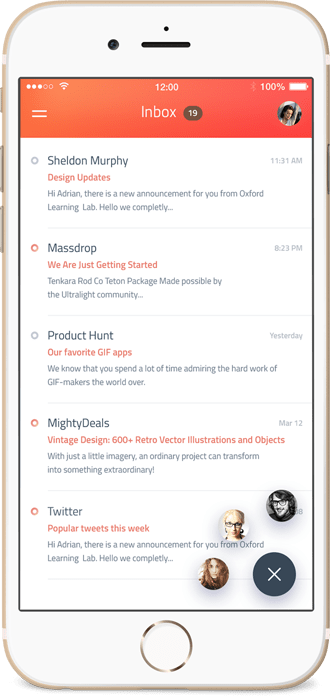 12:00
100%
Inbox 19
Sheldon Murphy 11:31 AM
Design Updates
Hi Adrian, there is a new announcement for you from Oxford
Learning Lab. Hello we completly...
Massdrop 8:23 PM
We Are Just Getting Started
Tenkara Rod Co Teton Package Made possible by
the Ultralight community...
Product Hunt Yesterday
Our favorite GIF apps
We know that you spend a lot of time admiring the hard work of
GIF-makers the world over.
MightyDeals Mar 12
Vintage Design: 600+ Retro Vector Illustrations and Objects
With just a little imagery, an ordinary project can transform
into something extraordinary!
Twitter
Popular tweets this week
Hi Adrian, there is a new announcement for you from Oxford
Learning Lab. Hello we completly...